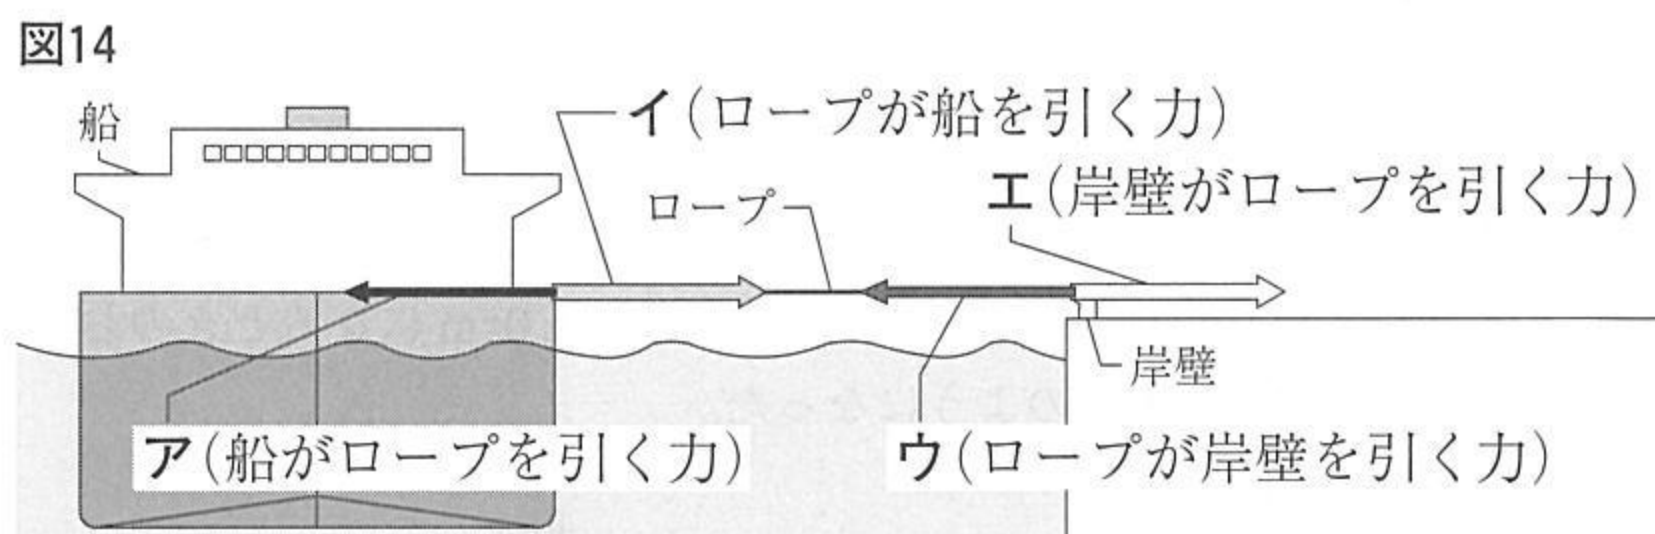 図14
船
イ(ロープが船を引く力)
ロープ
エ(岸壁がロープを引く力)
岸壁
ア(船がロープを引く力)
ウ(ロープが岸壁を引く力)